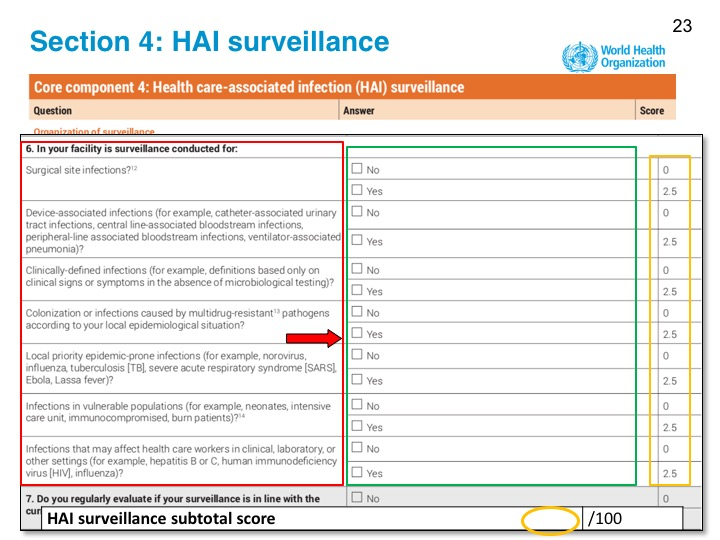 23
Section 4: HAI surveillance
World Health
Organization
Core component 4: Health care-associated infection (HAI) surveillance
Question Answer Score
Organization of surveillance
6. In your facility is surveillance conducted for:
Surgical site infections?¹² No 0
Yes 2.5
Device-associated infections (for example, catheter-associated urinary No 0
tract infections, central line-associated bloodstream infections,
peripheral-line associated bloodstream infections, ventilator-associated Yes 2.5
pneumonia)?
Clinically-defined infections (for example, definitions based only on No 0
clinical signs or symptoms in the absence of microbiological testing)?
Yes 2.5
Colonization or infections caused by multidrug-resistant¹³ pathogens No 0
according to your local epidemiological situation?
Yes 2.5
Local priority epidemic-prone infections (for example, norovirus, No 0
influenza, tuberculosis [TB], severe acute respiratory syndrome [SARS],
Ebola, Lassa fever)? Yes 2.5
Infections in vulnerable populations (for example, neonates, intensive No 0
care unit, immunocompromised, burn patients)?¹⁴
Yes 2.5
Infections that may affect health care workers in clinical, laboratory, or No 0
other settings (for example, hepatitis B or C, human immunodeficiency
virus [HIV], influenza)? Yes 2.5
7. Do you regularly evaluate if your surveillance is in line with the No 0
HAI surveillance subtotal score /100